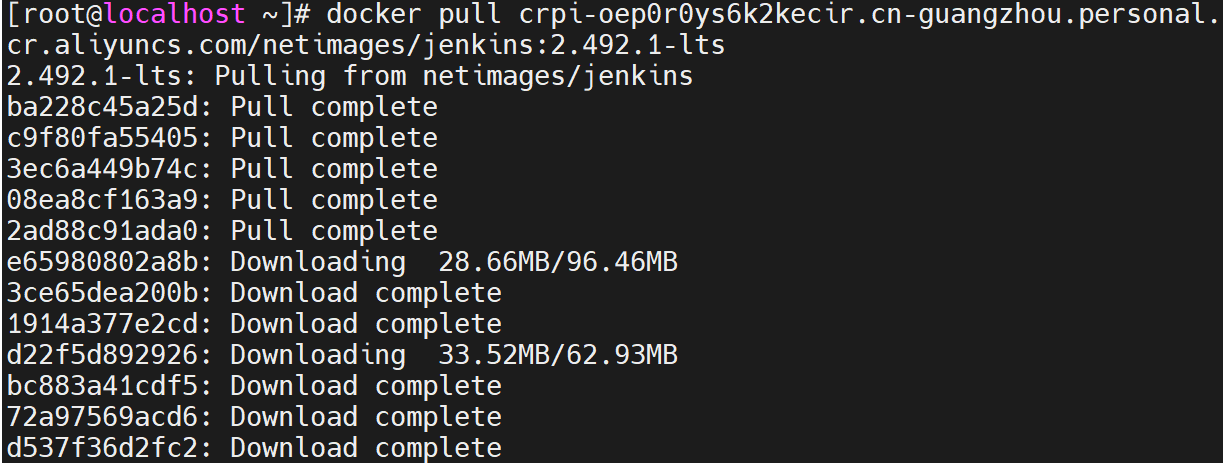 [root@localhost ~]# docker pull crpi-oep0r0ys6k2kecir.cn-guangzhou.personal.
cr.aliyuncs.com/netimages/jenkins:2.492.1-lts
2.492.1-lts: Pulling from netimages/jenkins
ba228c45a25d: Pull complete
c9f80fa55405: Pull complete
3ec6a449b74c: Pull complete
08ea8cf163a9: Pull complete
2ad88c91ada0: Pull complete
e65980802a8b: Downloading  28.66MB/96.46MB
3ce65dea200b: Download complete
1914a377e2cd: Download complete
d22f5d892926: Downloading  33.52MB/62.93MB
bc883a41cdf5: Download complete
72a97569acd6: Download complete
d537f36d2fc2: Download complete